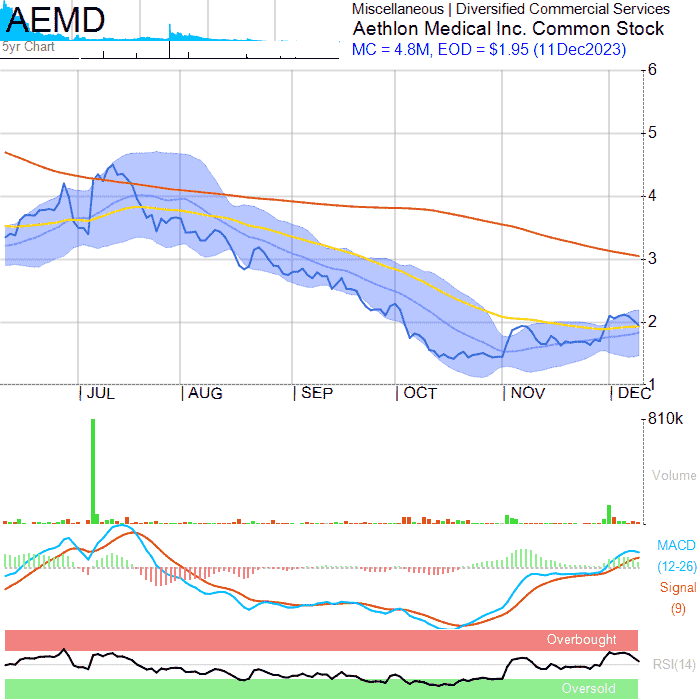 AEMD
5yr Chart
Miscellaneous | Diversified Commercial Services
Aethlon Medical Inc. Common Stock
MC = 4.8M, EOD = $1.95 (11Dec2023)
6
5
4
3
2
1
JUL AUG SEP OCT NOV DEC
810k
Volume
MACD
(12-26)
Signal
(9)
Overbought
RSI(14)
Oversold